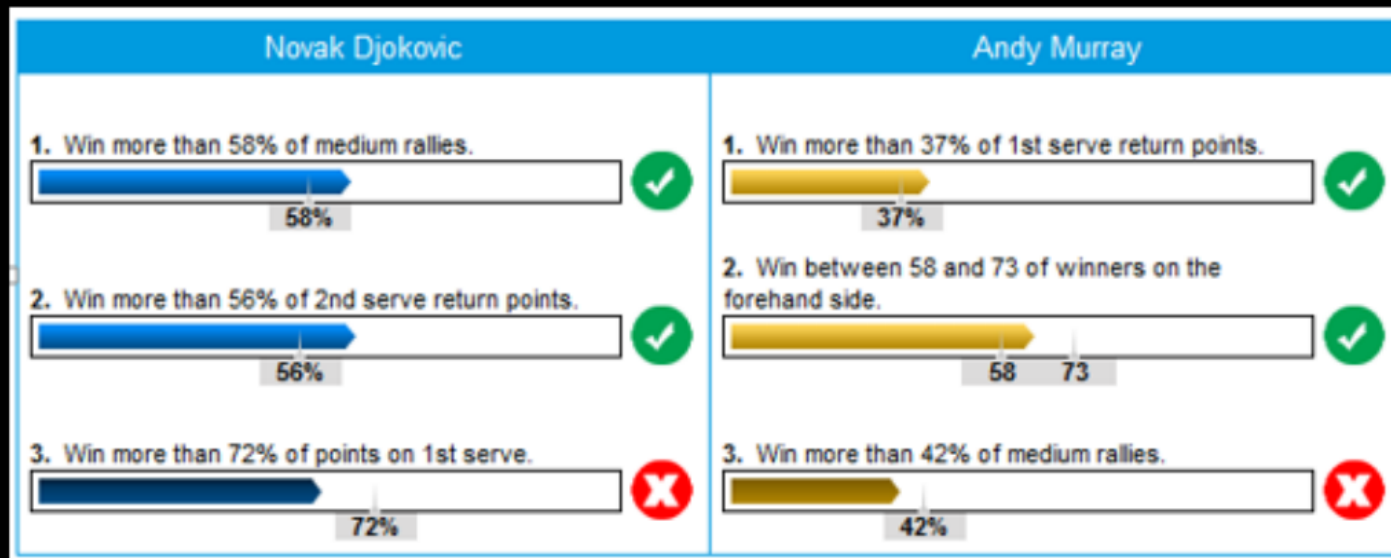 Novak Djokovic
1. Win more than 58% of medium rallies.
58%
2. Win more than 56% of 2nd serve return points.
56%
3. Win more than 72% of points on 1st serve.
72%
Andy Murray
1. Win more than 37% of 1st serve return points.
37%
2. Win between 58 and 73 of winners on the
forehand side.
58 73
3. Win more than 42% of medium rallies.
42%